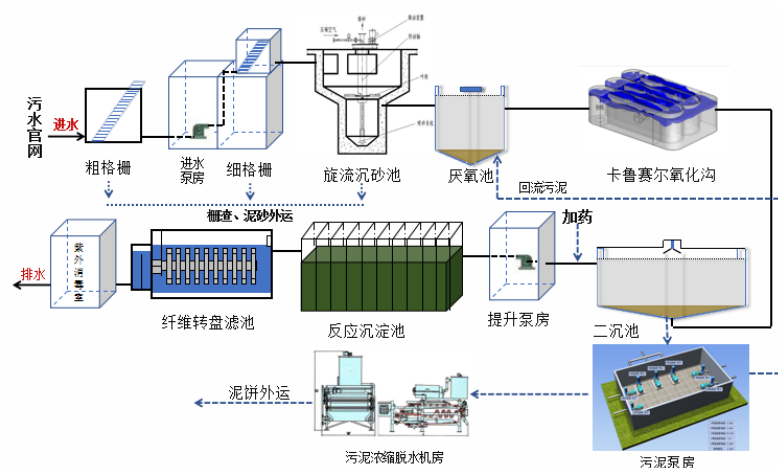 污水官网
进水
粗格栅
进水
泵房
细格栅
旋流沉砂池
厌氧池
回流污泥
卡鲁赛尔氧化沟
栅渣、泥砂外运
加药
排水
紫外消毒室
纤维转盘滤池
反应沉淀池
提升泵房
二沉池
泥饼外运
污泥浓缩脱水机房
污泥泵房